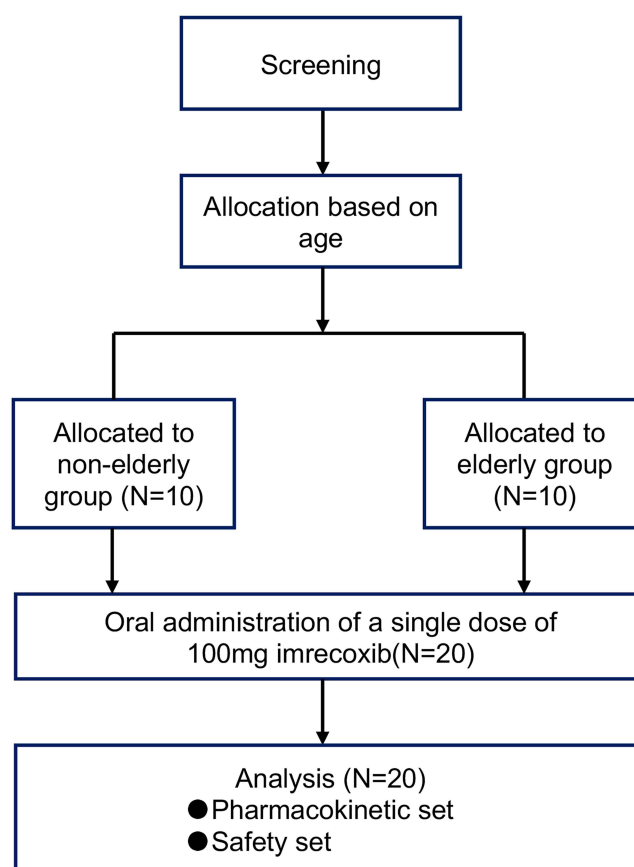 Screening
Allocation based on
age
Allocated to
non-elderly
group (N=10)
Allocated to
elderly group
(N=10)
Oral administration of a single dose of
100mg imrecoxib(N=20)
Analysis (N=20)
●Pharmacokinetic set
●Safety set